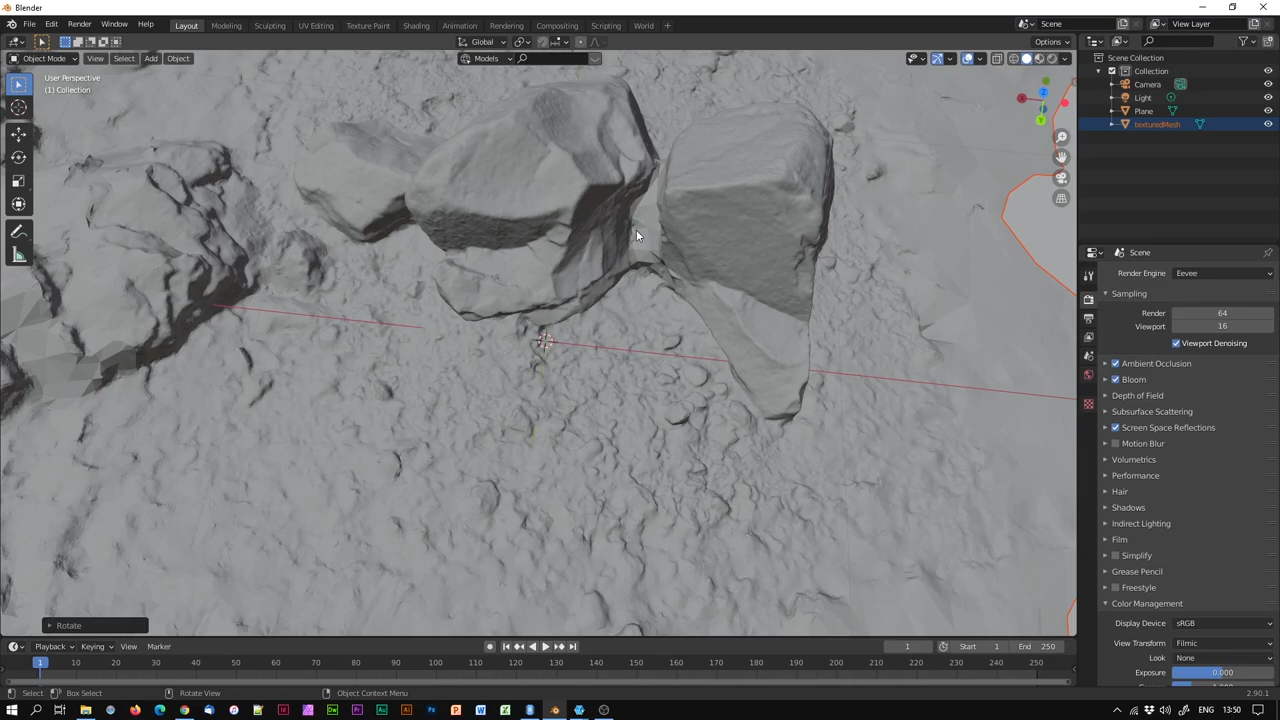 Blender
File Edit Render Window Help Layout Modeling Sculpting UV Editing Texture Paint Shading Animation Rendering Compositing Scripting World + Scene View Layer
Global Options
Object Mode View Select Add Object Models
User Perspective
(1) Collection
Scene Collection
Collection
Camera
Light
Plane
texturedMesh
Scene
Render Engine Eevee
Sampling
Render 64
Viewport 16
Viewport Denoising
Ambient Occlusion
Bloom
Depth of Field
Subsurface Scattering
Screen Space Reflections
Motion Blur
Volumetrics
Performance
Hair
Shadows
Indirect Lighting
Film
Simplify
Grease Pencil
Freestyle
Color Management
Display Device sRGB
View Transform Filmic
Look None
Exposure 0.000
Rotate
Playback Keying View Marker 1 Start 1 End 250
1 10 20 30 40 50 60 70 80 90 100 110 120 130 140 150 160 170 180 190 200 210 220 230 240 250
Select Box Select Rotate View Object Context Menu 2.90.1
ENG 13:50